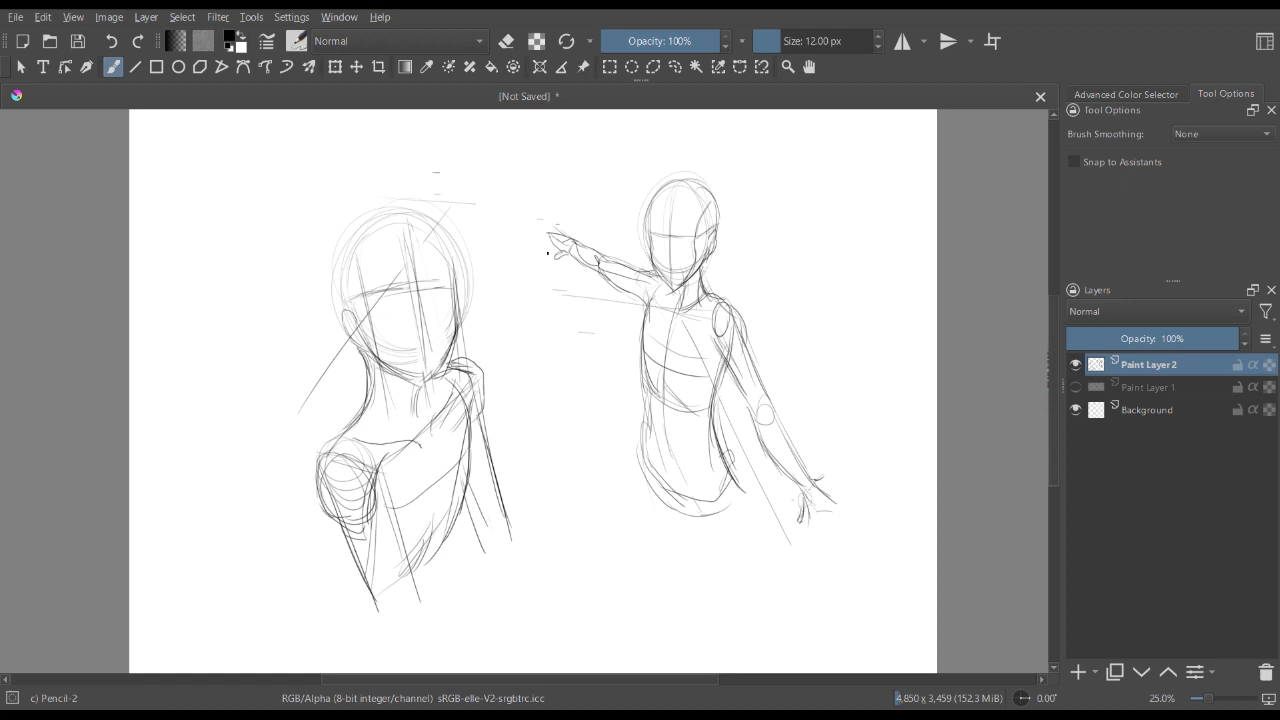 File Edit View Image Layer Select Filter Tools Settings Window Help
Normal Opacity: 100% Size: 12.00 px
[Not Saved] *
Advanced Color Selector Tool Options
Tool Options
Brush Smoothing: None
Snap to Assistants
Layers
Normal
Opacity: 100%
Paint Layer 2
Paint Layer 1
Background
c) Pencil-2 RGB/Alpha (8-bit integer/channel) sRGB-elle-V2-srgbtrc.icc 4,850 x 3,459 (152.3 MiB) 0.00° 25.0%